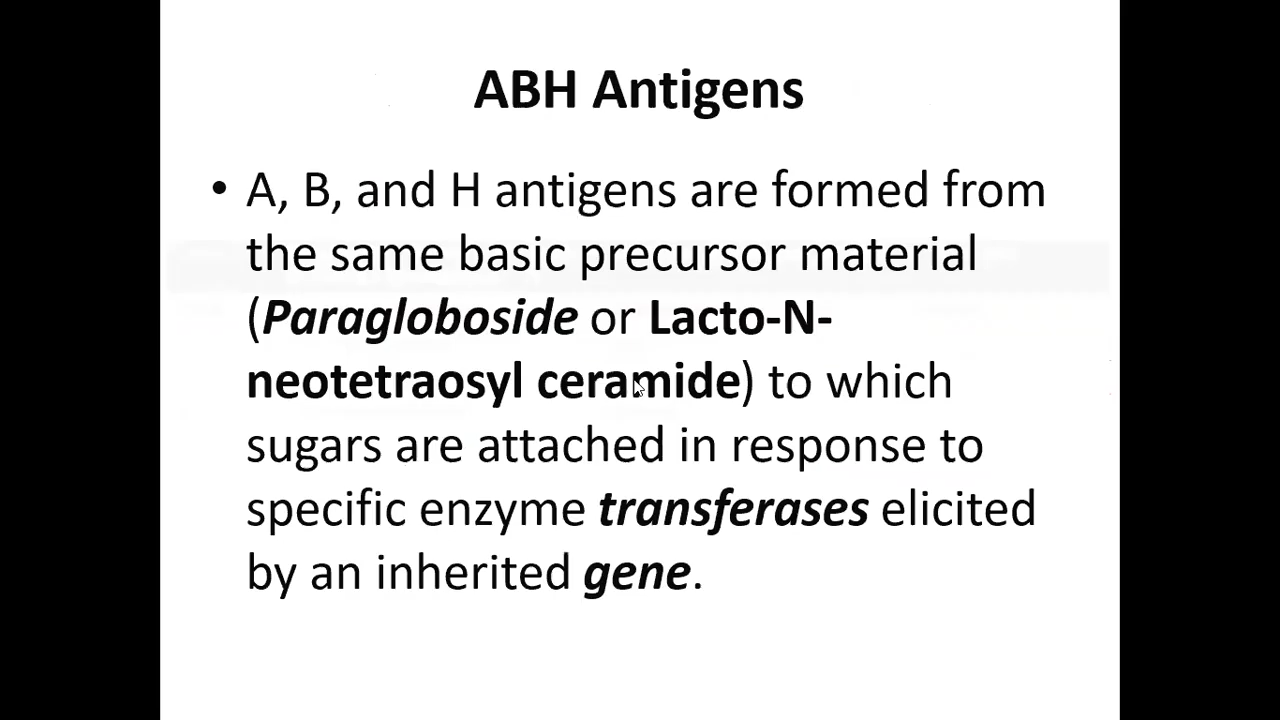 ABH Antigens
• A, B, and H antigens are formed from
the same basic precursor material
(Paragloboside or Lacto-N-
neotetraosyl ceramide) to which
sugars are attached in response to
specific enzyme transferases elicited
by an inherited gene.